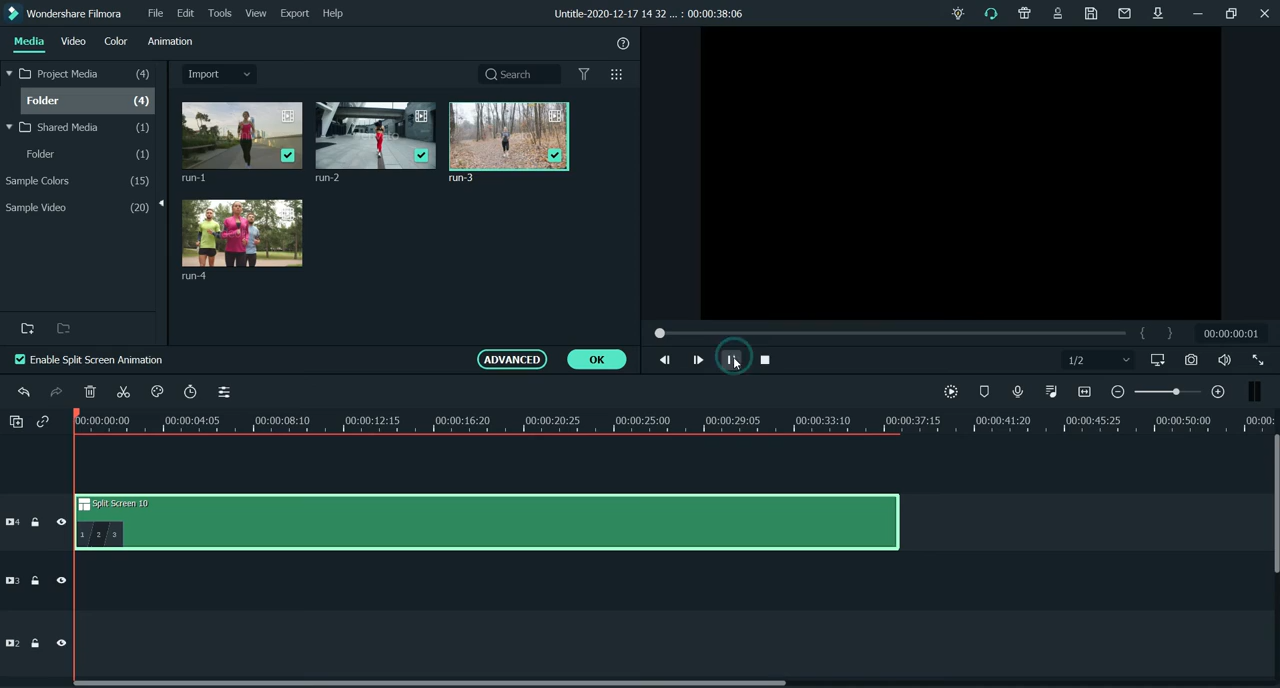 Wondershare Filmora File Edit Tools View Export Help Untitle-2020-12-17 14 32 ... : 00:00:38:06
Media Video Color Animation
Project Media (4)
Folder (4)
Shared Media (1)
Folder (1)
Sample Colors (15)
Sample Video (20)
Import Search
run-1 run-2 run-3
run-4
Enable Split Screen Animation ADVANCED OK
{ } 00:00:00:01
1/2
00:00:00:00 00:00:04:05 00:00:08:10 00:00:12:15 00:00:16:20 00:00:20:25 00:00:25:00 00:00:29:05 00:00:33:10 00:00:37:15 00:00:41:20 00:00:45:25 00:00:50:00 00:00:
Split Screen 10
1 2 3
4
3
2